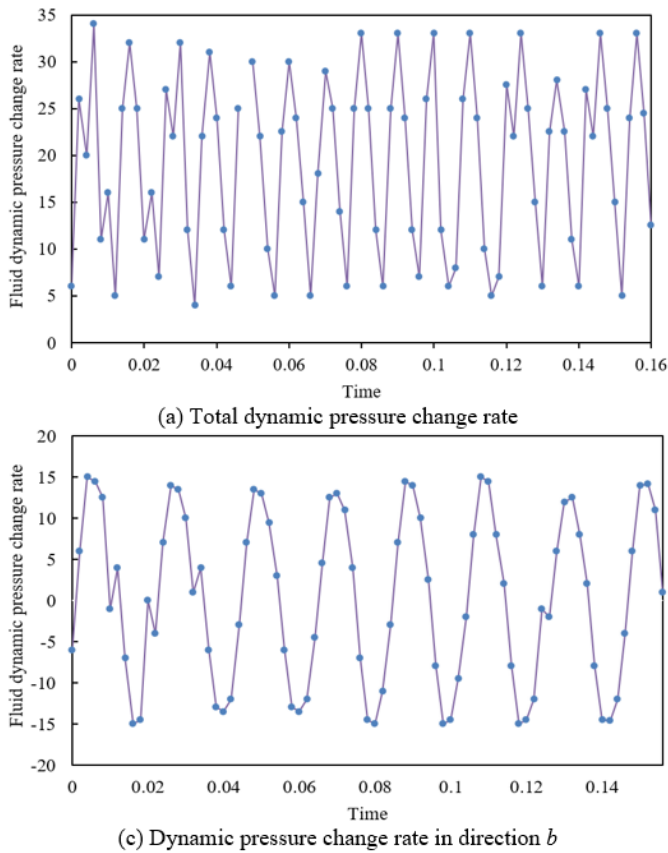 35
30
25
20
15
10
5
0
Fluid dynamic pressure change rate
0 0.02 0.04 0.06 0.08 0.1 0.12 0.14 0.16
Time
(a) Total dynamic pressure change rate
20
15
10
5
0
-5
-10
-15
-20
Fluid dynamic pressure change rate
0 0.02 0.04 0.06 0.08 0.1 0.12 0.14
Time
(c) Dynamic pressure change rate in direction b